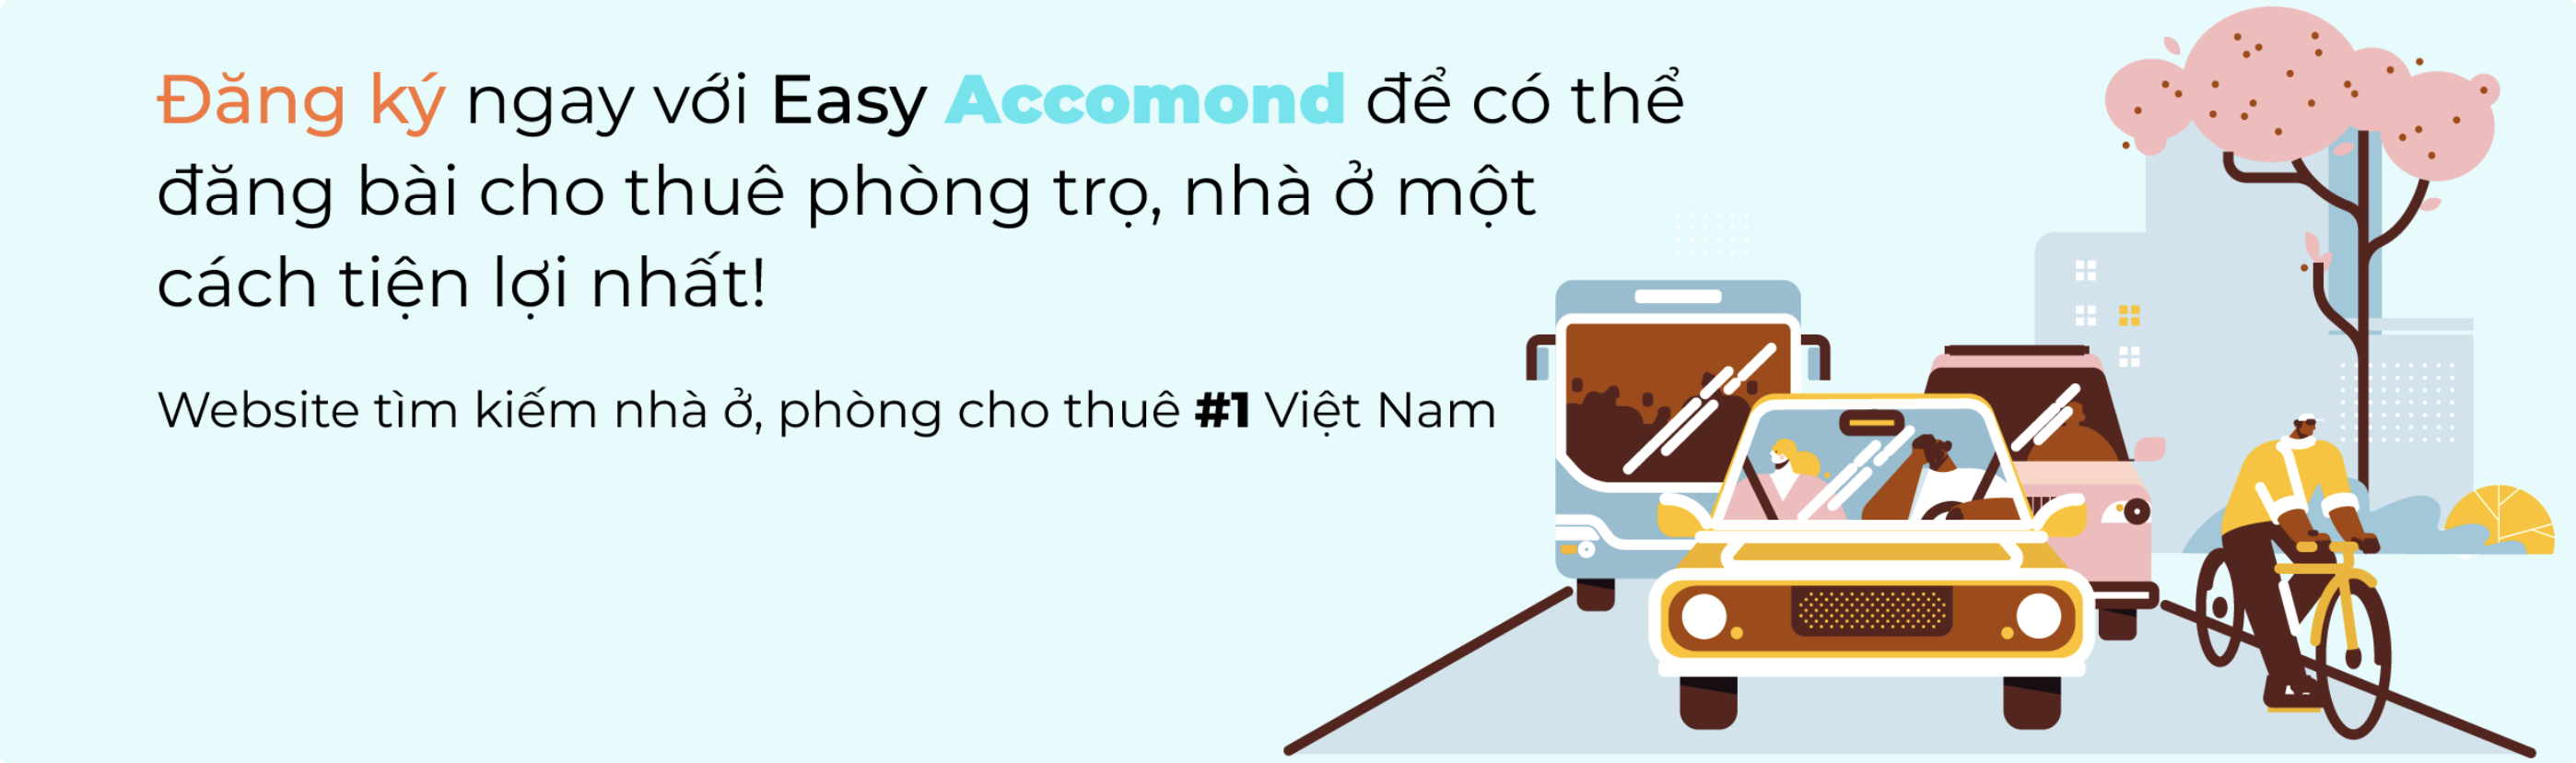 Đăng ký ngay với Easy Accomond để có thể
đăng bài cho thuê phòng trọ, nhà ở một
cách tiện lợi nhất!
Website tìm kiếm nhà ở, phòng cho thuê #1 Việt Nam